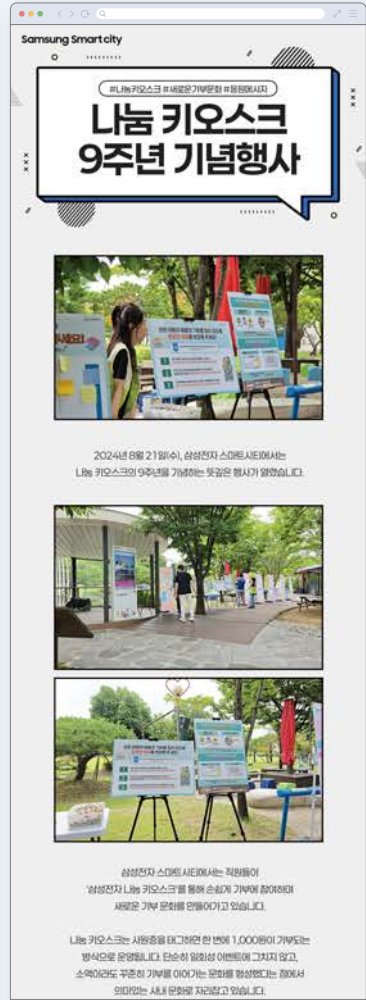 Samsung Smartcity
#나눔키오스크 #새로운기부문화 #응원메시지
나눔 키오스크
9주년 기념행사
2024년 8월 21일(수), 삼성전자 스마트시티에서는
나눔 키오스크의 9주년을 기념하는 뜻깊은 행사가 열렸습니다.
삼성전자 스마트시티에서는 직원들이
'삼성전자 나눔 키오스크'를 통해 손쉽게 기부에 참여하며
새로운 기부 문화를 만들어가고 있습니다.
나눔 키오스크는 사원증을 태그하면 한 번에 1,000원이 기부되는
방식으로 운영됩니다. 단순히 일회성 이벤트에 그치지 않고,
소액이라도 꾸준히 기부를 이어가는 문화를 형성했다는 점에서
의미있는 사내 문화로 자리잡고 있습니다.